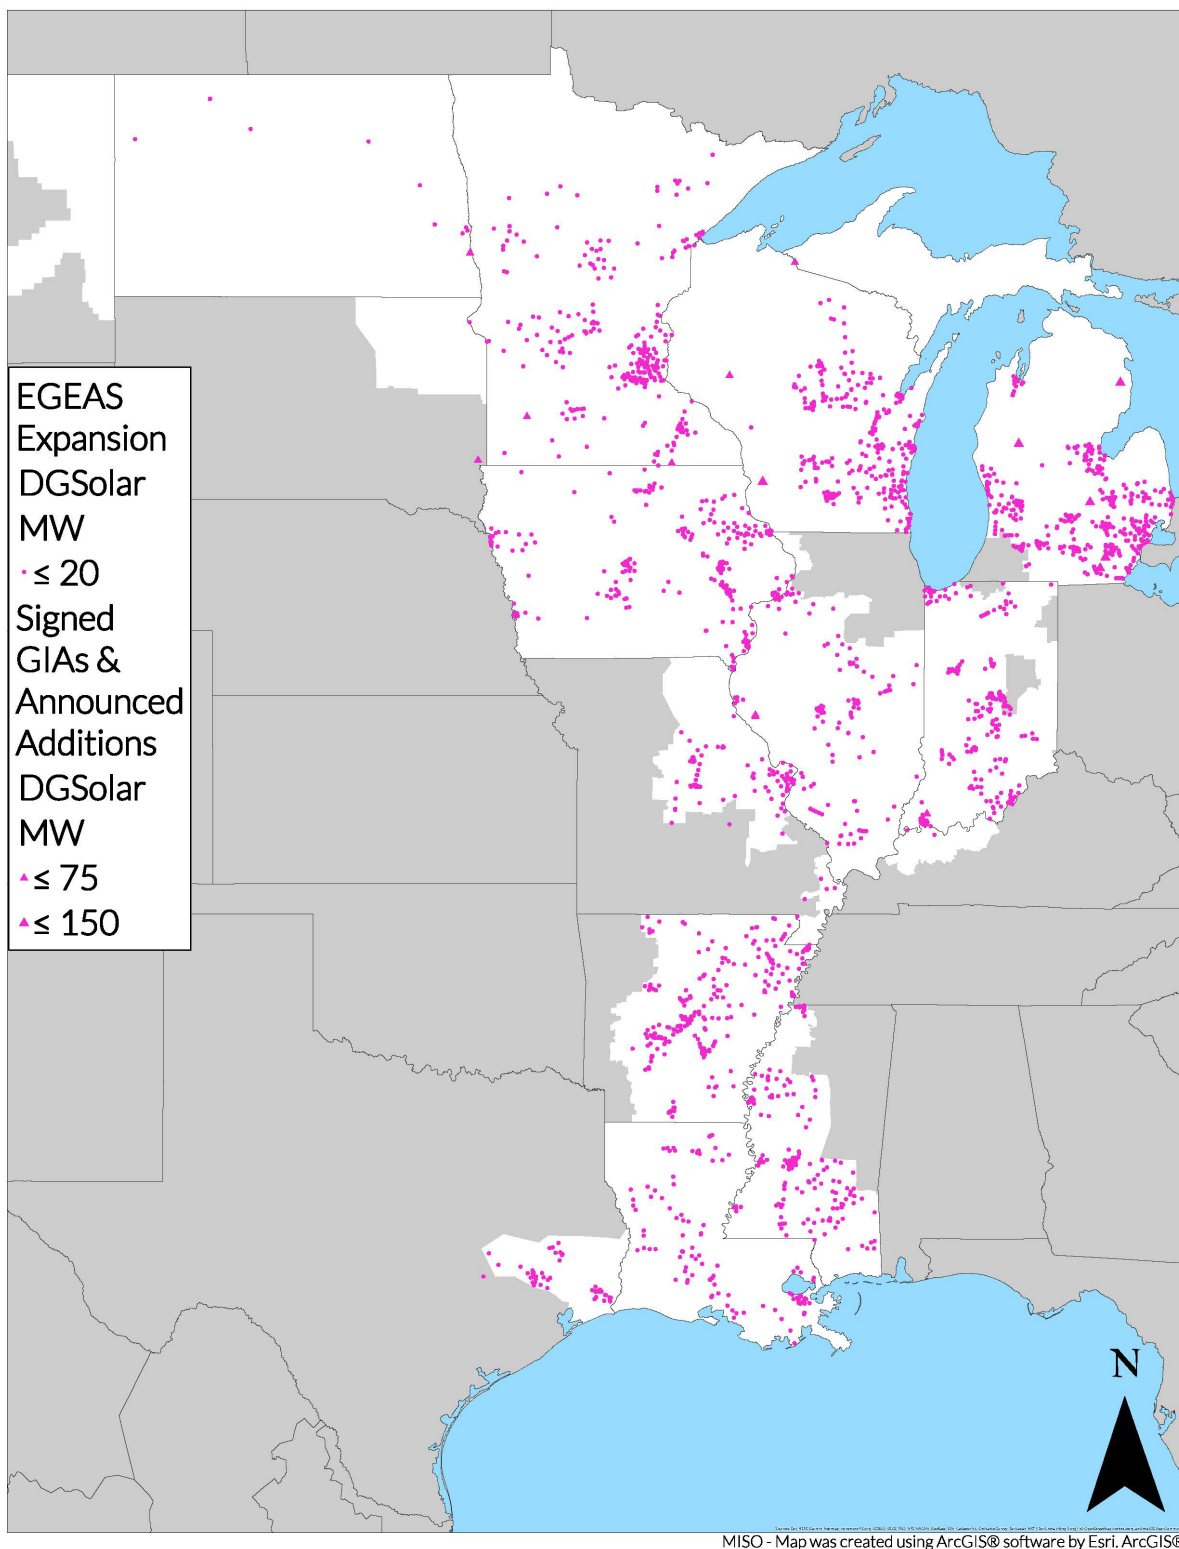 EGEAS
Expansion
DGSolar
MW
≤ 20
Signed
GIAs &
Announced
Additions
DGSolar
MW
≤ 75
≤ 150
N
MISO - Map was created using ArcGIS® software by Esri. ArcGIS®